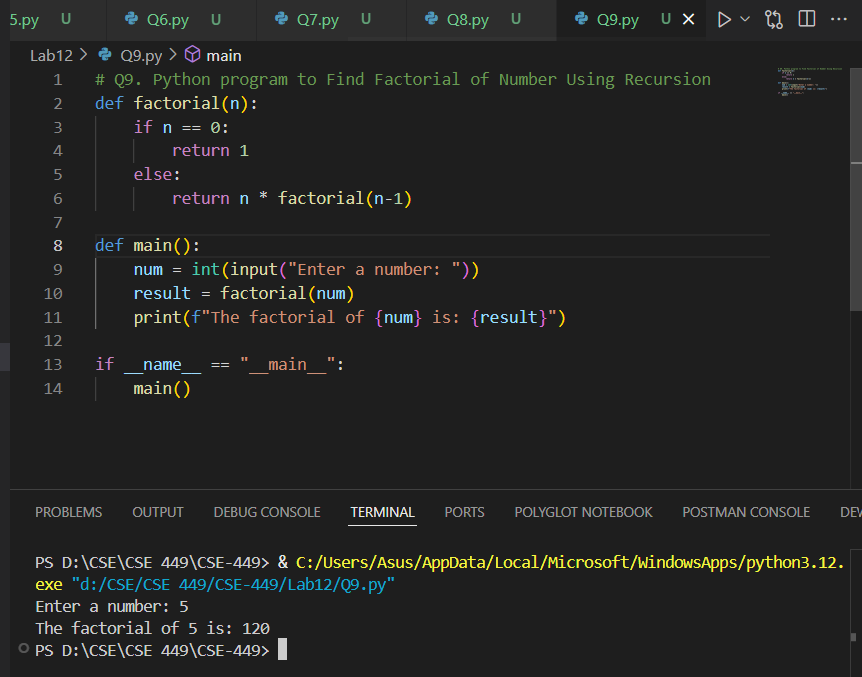 5.py U Q6.py U Q7.py U Q8.py U Q9.py U
Lab12 > Q9.py > main
1 # Q9. Python program to Find Factorial of Number Using Recursion
2 def factorial(n):
3     if n == 0:
4         return 1
5     else:
6         return n * factorial(n-1)
7
8 def main():
9     num = int(input("Enter a number: "))
10     result = factorial(num)
11     print(f"The factorial of {num} is: {result}")
12
13 if __name__ == "__main__":
14     main()
PROBLEMS OUTPUT DEBUG CONSOLE TERMINAL PORTS POLYGLOT NOTEBOOK POSTMAN CONSOLE DEV
PS D:\CSE\CSE 449\CSE-449> & C:/Users/Asus/AppData/Local/Microsoft/WindowsApps/python3.12.
exe "d:/CSE/CSE 449/CSE-449/Lab12/Q9.py"
Enter a number: 5
The factorial of 5 is: 120
PS D:\CSE\CSE 449\CSE-449>